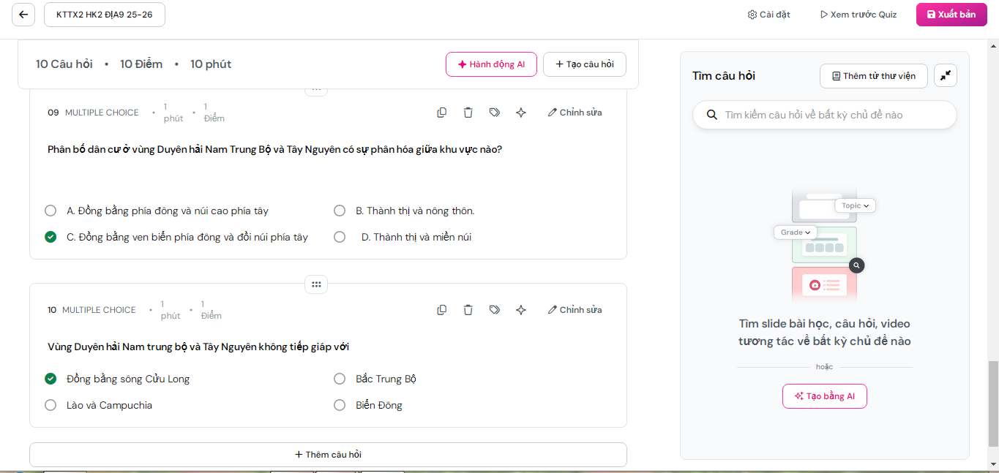 KTTX2 HK2 ĐỊA9 25-26
Cài đặt
Xem trước Quiz
Xuất bản
10 Câu hỏi • 10 Điểm • 10 phút
Hành động AI
+ Tạo câu hỏi
09 MULTIPLE CHOICE • 1 phút • 1 Điểm
Chỉnh sửa
Phân bố dân cư ở vùng Duyên hải Nam Trung Bộ và Tây Nguyên có sự phân hóa giữa khu vực nào?
A. Đồng bằng phía đông và núi cao phía tây
B. Thành thị và nông thôn.
C. Đồng bằng ven biển phía đông và đồi núi phía tây
D. Thành thị và miền núi
10 MULTIPLE CHOICE • 1 phút • 1 Điểm
Chỉnh sửa
Vùng Duyên hải Nam trung bộ và Tây Nguyên không tiếp giáp với
Đồng bằng sông Cửu Long
Bắc Trung Bộ
Lào và Campuchia
Biển Đông
+ Thêm câu hỏi
Tìm câu hỏi
Thêm từ thư viện
Tìm kiếm câu hỏi về bất kỳ chủ đề nào
Topic
Grade
Tìm slide bài học, câu hỏi, video
tương tác về bất kỳ chủ đề nào
hoặc
Tạo bằng AI